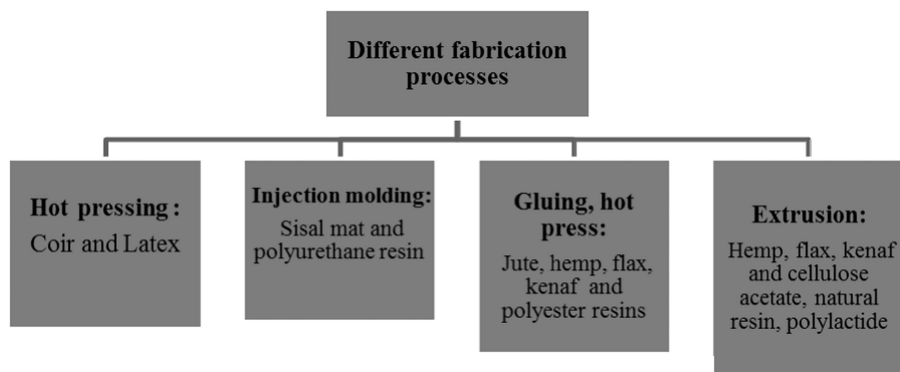 Different fabrication
processes
Hot pressing :
Coir and Latex
Injection molding:
Sisal mat and
polyurethane resin
Gluing, hot
press:
Jute, hemp, flax,
kenaf and
polyester resins
Extrusion:
Hemp, flax, kenaf
and cellulose
acetate, natural
resin, polylactide